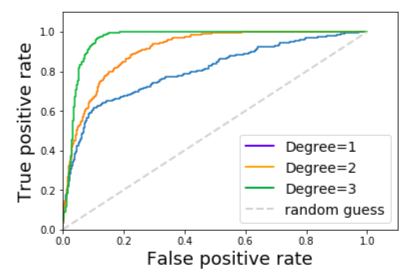 True positive rate
1.0
0.8
0.6
0.4
0.2
0.0
Degree=1
Degree=2
Degree=3
random guess
0.0 0.2 0.4 0.6 0.8 1.0
False positive rate